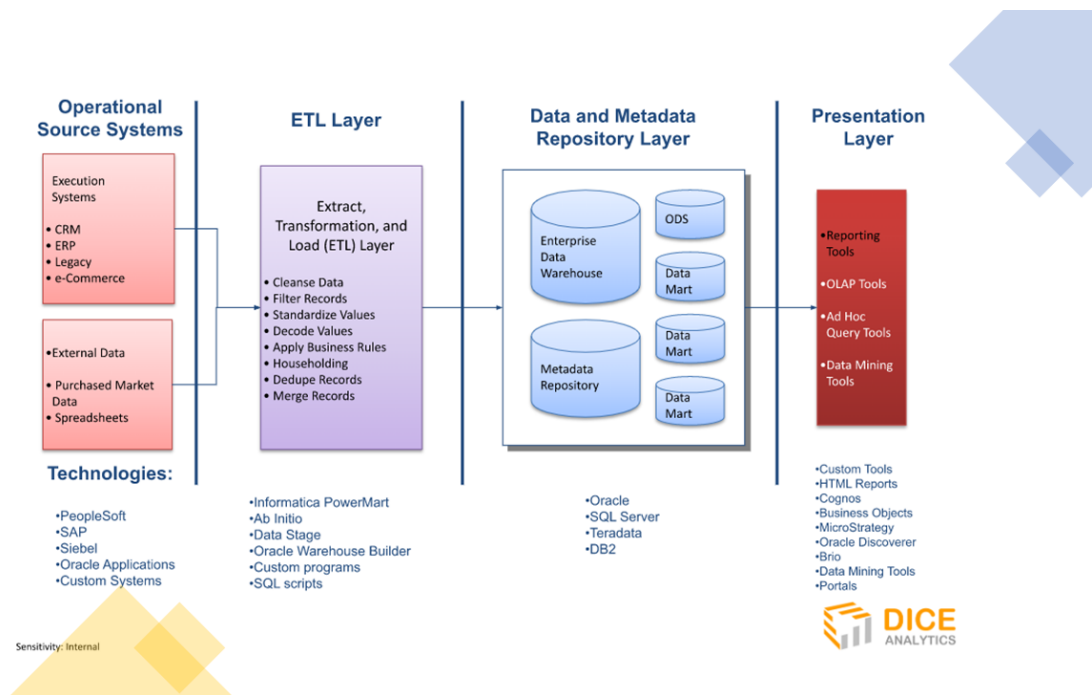 Operational
Source Systems
Execution
Systems
• CRM
• ERP
• Legacy
• e-Commerce
•External Data
• Purchased Market
Data
• Spreadsheets
Technologies:
•PeopleSoft
•SAP
•Siebel
•Oracle Applications
•Custom Systems
ETL Layer
Extract,
Transformation, and
Load (ETL) Layer
• Cleanse Data
• Filter Records
• Standardize Values
• Decode Values
• Apply Business Rules
• Householding
• Dedupe Records
• Merge Records
•Informatica PowerMart
•Ab Initio
•Data Stage
•Oracle Warehouse Builder
•Custom programs
•SQL scripts
Data and Metadata
Repository Layer
Enterprise
Data
Warehouse
Metadata
Repository
ODS
Data
Mart
Data
Mart
Data
Mart
•Oracle
•SQL Server
•Teradata
•DB2
Presentation
Layer
•Reporting
Tools
•OLAP Tools
•Ad Hoc
Query Tools
•Data Mining
Tools
•Custom Tools
•HTML Reports
•Cognos
•Business Objects
•MicroStrategy
•Oracle Discoverer
•Brio
•Data Mining Tools
•Portals
DICE
ANALYTICS
Sensitivity: Internal